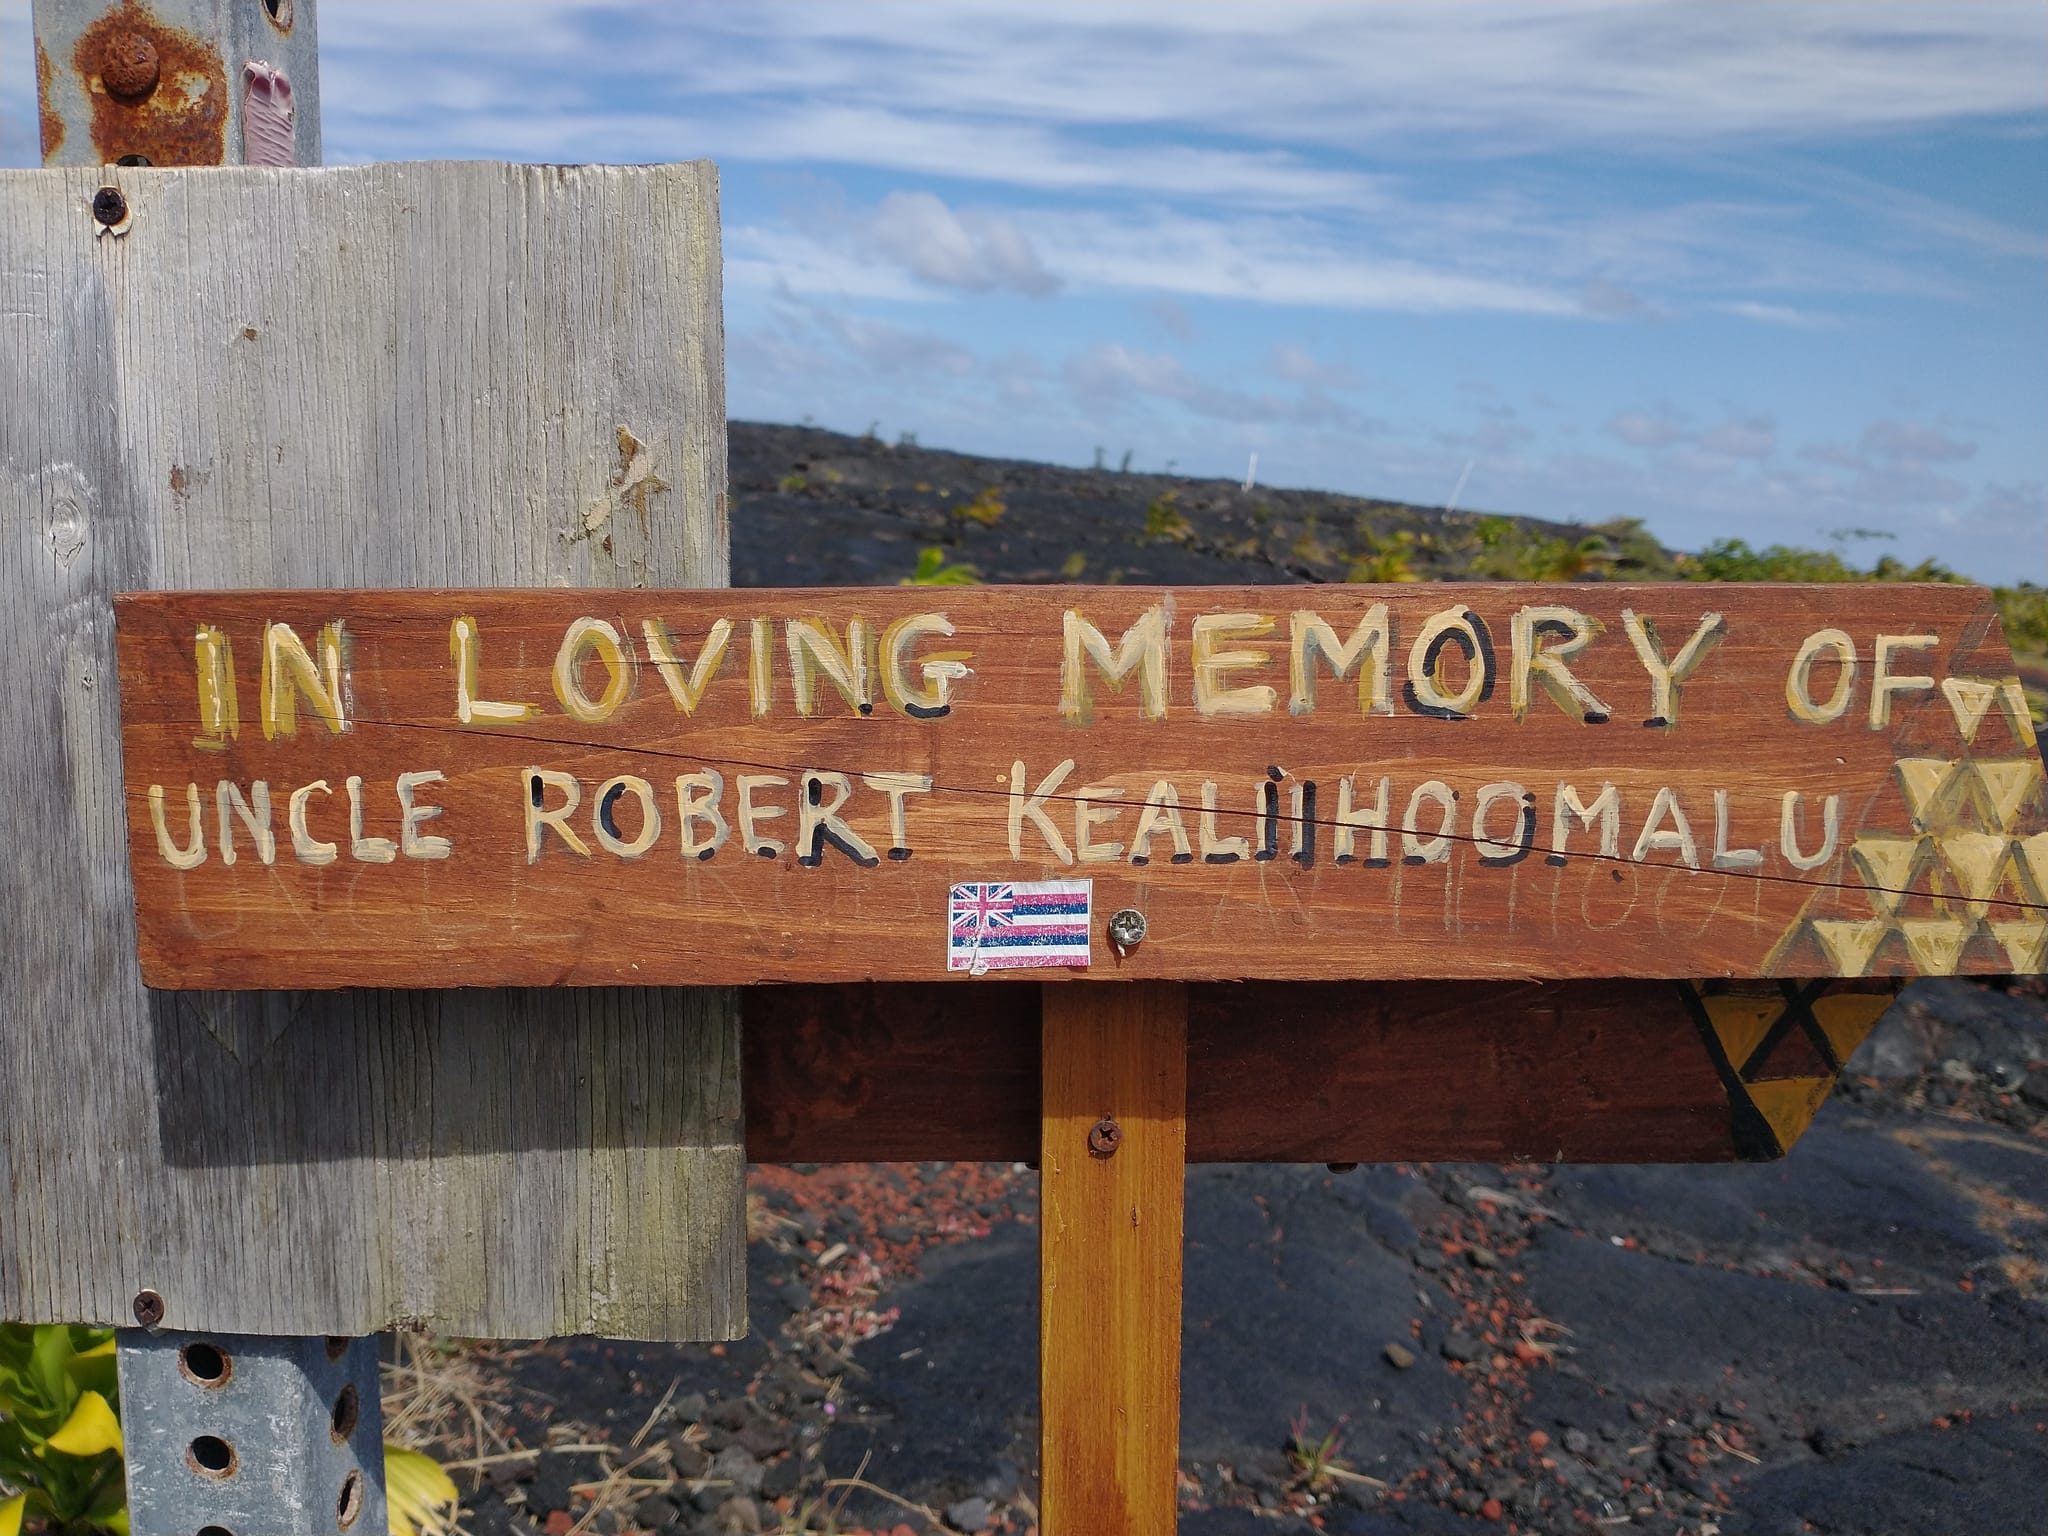 IN LOVING MEMORY OF
UNCLE ROBERT KEALIIHOOMALU